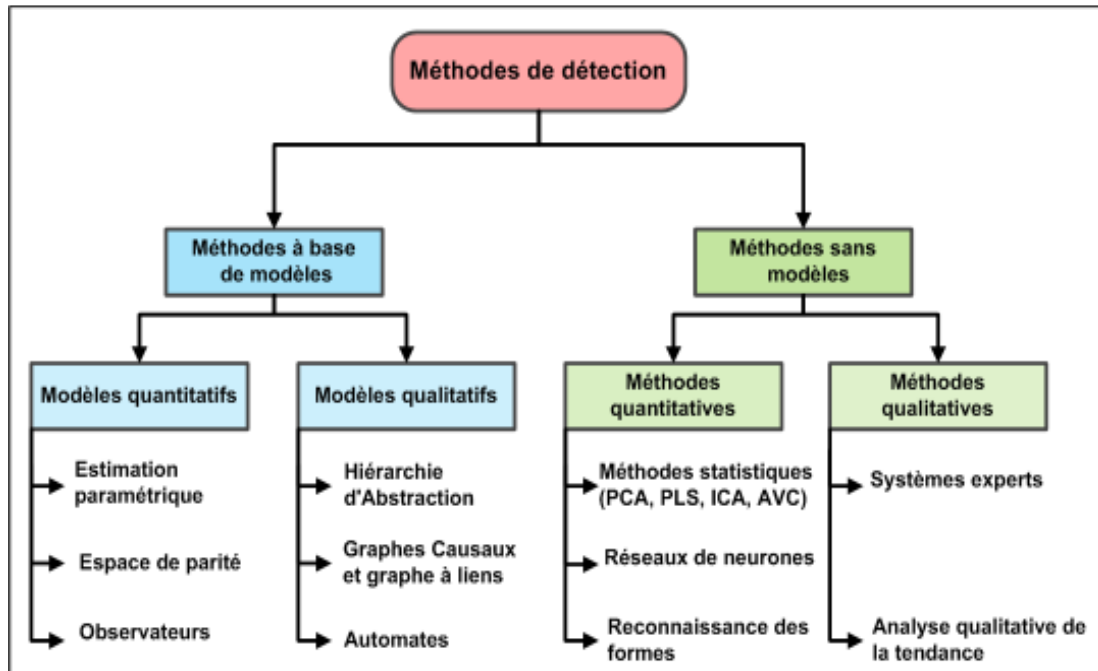 Méthodes de détection
Méthodes à base
de modèles
Méthodes sans
modèles
Modèles quantitatifs
Modèles qualitatifs
Méthodes
quantitatives
Méthodes
qualitatives
Estimation
paramétrique
Espace de parité
Observateurs
Hiérarchie
d'Abstraction
Graphes Causaux
et graphe à liens
Automates
Méthodes statistiques
(PCA, PLS, ICA, AVC)
Réseaux de neurones
Reconnaissance des
formes
Systèmes experts
Analyse qualitative de
la tendance